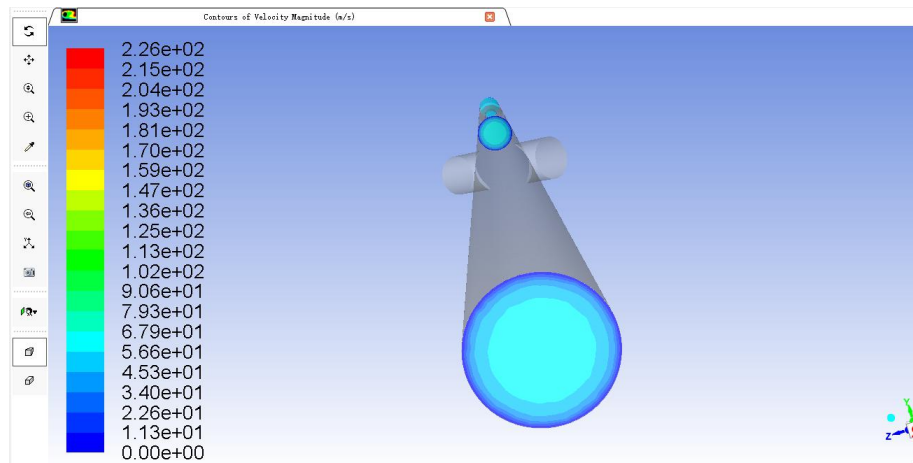 Contours of Velocity Magnitude (m/s)
2.26e+02
2.15e+02
2.04e+02
1.93e+02
1.81e+02
1.70e+02
1.59e+02
1.47e+02
1.36e+02
1.25e+02
1.13e+02
1.02e+02
9.06e+01
7.93e+01
6.79e+01
5.66e+01
4.53e+01
3.40e+01
2.26e+01
1.13e+01
0.00e+00
Y
Z